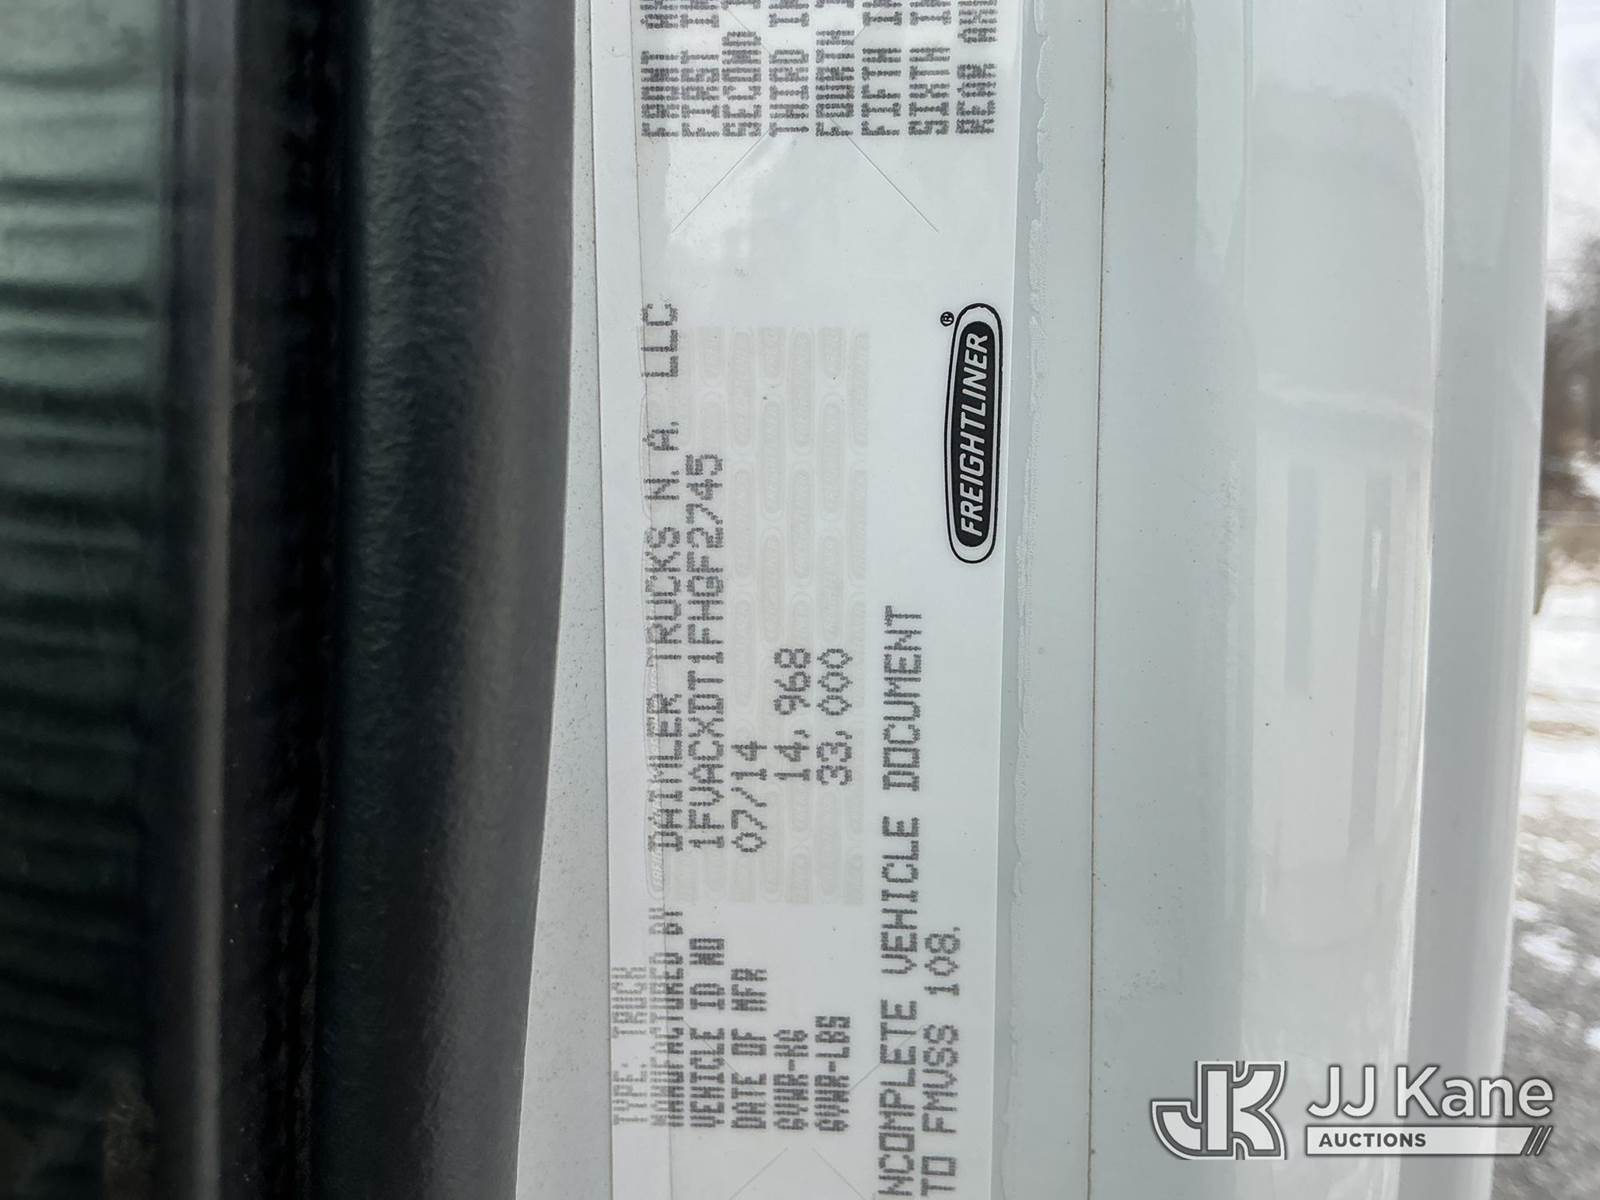 TYPE: TRUCK
MANUFACTURED BY DAIMLER TRUCKS N.A. LLC
VEHICLE ID NO 1FVACXDT1FHGF2745
DATE OF MFR 07/14
GVWR-KG 14,968
GVWR-LBS 33,000
NCOMPLETE VEHICLE DOCUMENT
TO FMVSS 108.
FREIGHTLINER®
FRONT
FIRST
SECOND
THIRD
FOURTH
FIFTH
SIXTH
REAR
JJ Kane
AUCTIONS